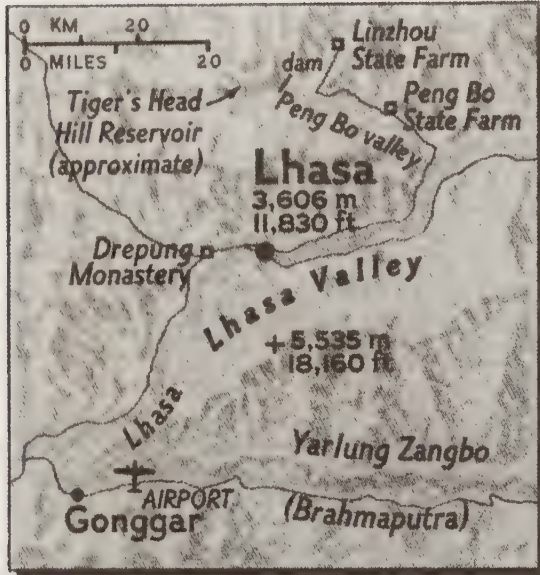 0 KM 20
0 MILES 20
Linzhou
State Farm
dam
Tiger's Head
Hill Reservoir
(approximate)
Peng Bo
State Farm
Peng Bo valley
Lhasa
3,606 m
11,830 ft
Drepung
Monastery
Lhasa Valley
5,535 m
18,160 ft
Lhasa
Yarlung Zangbo
AIRPORT
(Brahmaputra)
Gonggar